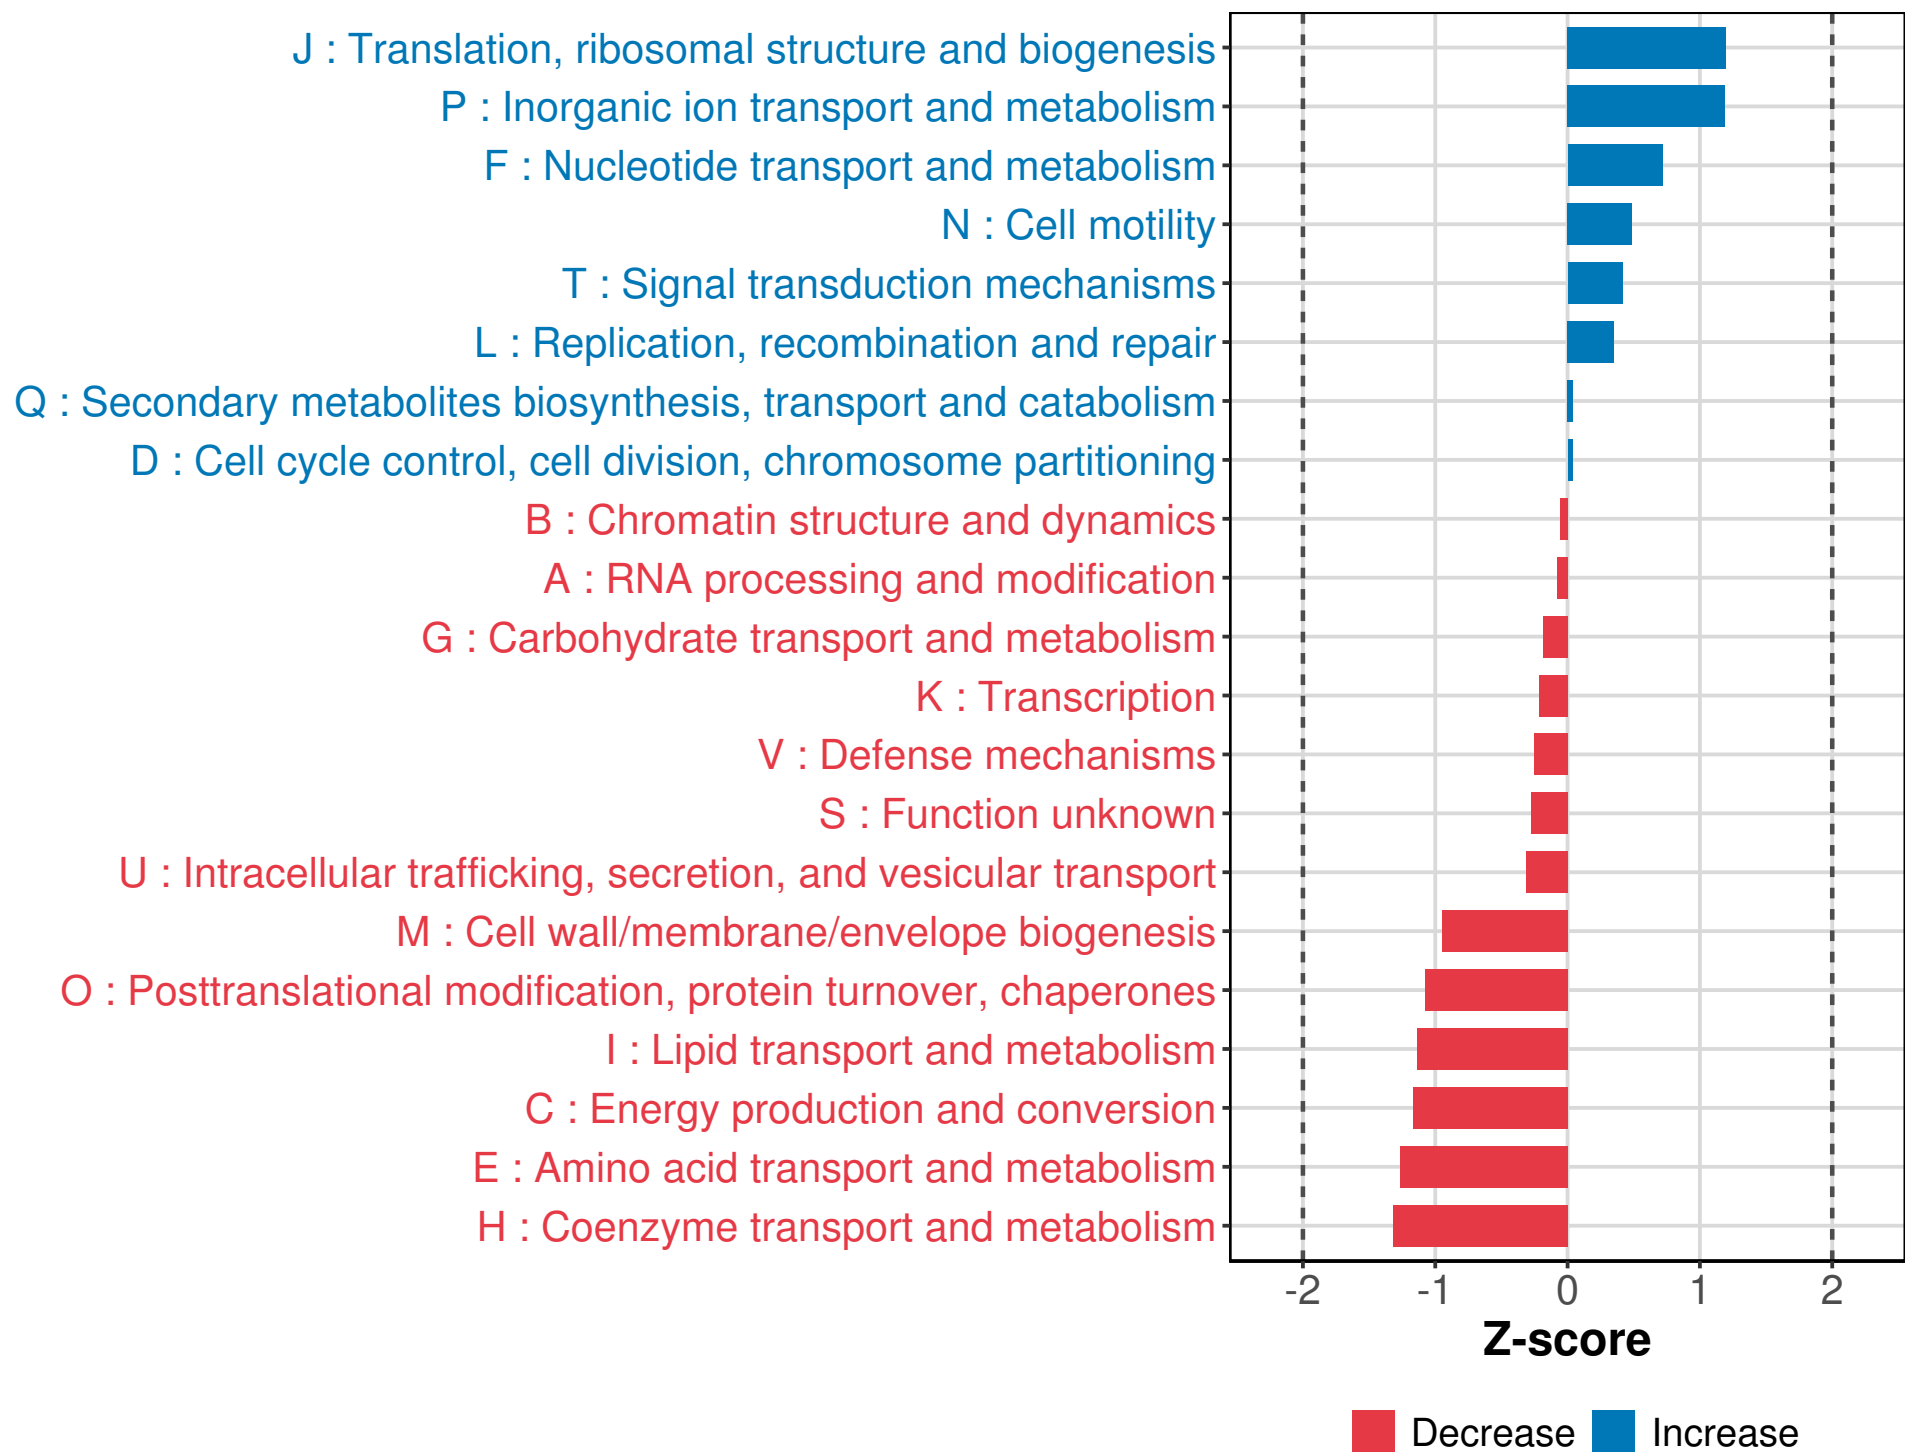 J : Translation, ribosomal structure and biogenesis
P : Inorganic ion transport and metabolism
F : Nucleotide transport and metabolism
N : Cell motility
T : Signal transduction mechanisms
L : Replication, recombination and repair
Q : Secondary metabolites biosynthesis, transport and catabolism
D : Cell cycle control, cell division, chromosome partitioning
B : Chromatin structure and dynamics
A : RNA processing and modification
G : Carbohydrate transport and metabolism
K : Transcription
V : Defense mechanisms
S : Function unknown
U : Intracellular trafficking, secretion, and vesicular transport
M : Cell wall/membrane/envelope biogenesis
O : Posttranslational modification, protein turnover, chaperones
I : Lipid transport and metabolism
C : Energy production and conversion
E : Amino acid transport and metabolism
H : Coenzyme transport and metabolism
-2 -1 0 1 2
Z-score
Decrease Increase